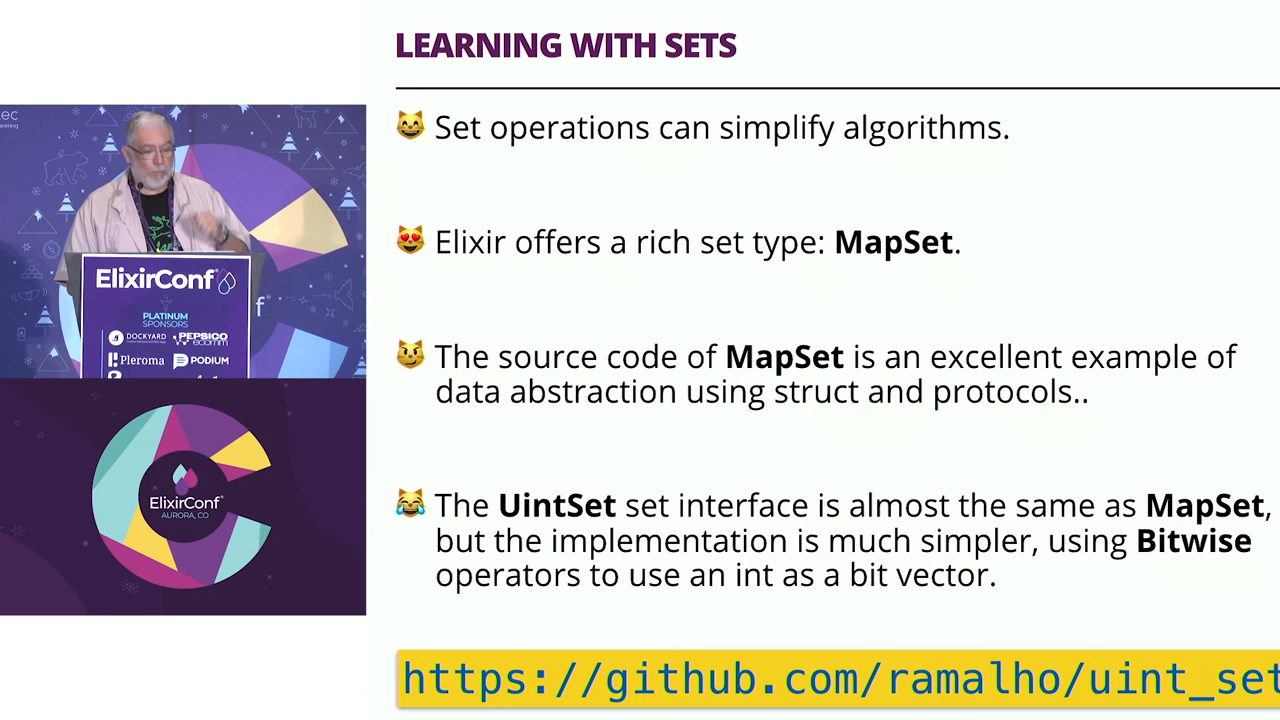 LEARNING WITH SETS
Set operations can simplify algorithms.
Elixir offers a rich set type: MapSet.
The source code of MapSet is an excellent example of
data abstraction using struct and protocols..
The UintSet set interface is almost the same as MapSet,
but the implementation is much simpler, using Bitwise
operators to use an int as a bit vector.
https://github.com/ramalho/uint_set
ElixirConf
PLATINUM
SPONSORS
DOCKYARD
PEPSICO
ecomm
Pleroma
PODIUM
ElixirConf
AURORA, CO